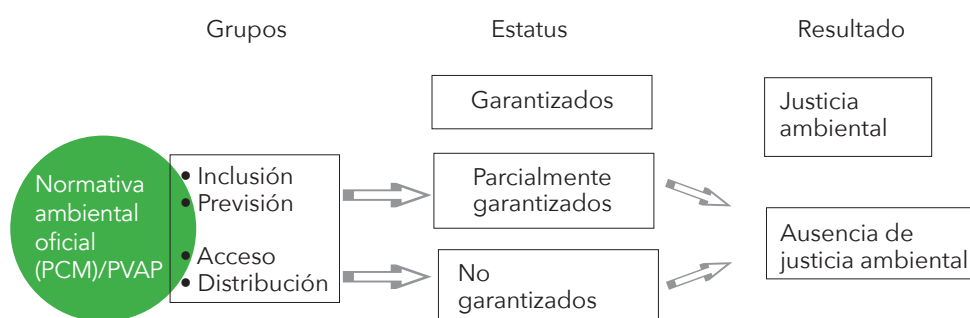 Grupos
Estatus
Resultado
Garantizados
Justicia
ambiental
Normativa
ambiental
oficial
(PCM)/PVAP
• Inclusión
• Previsión
• Acceso
• Distribución
Parcialmente
garantizados
No
garantizados
Ausencia de
justicia ambiental